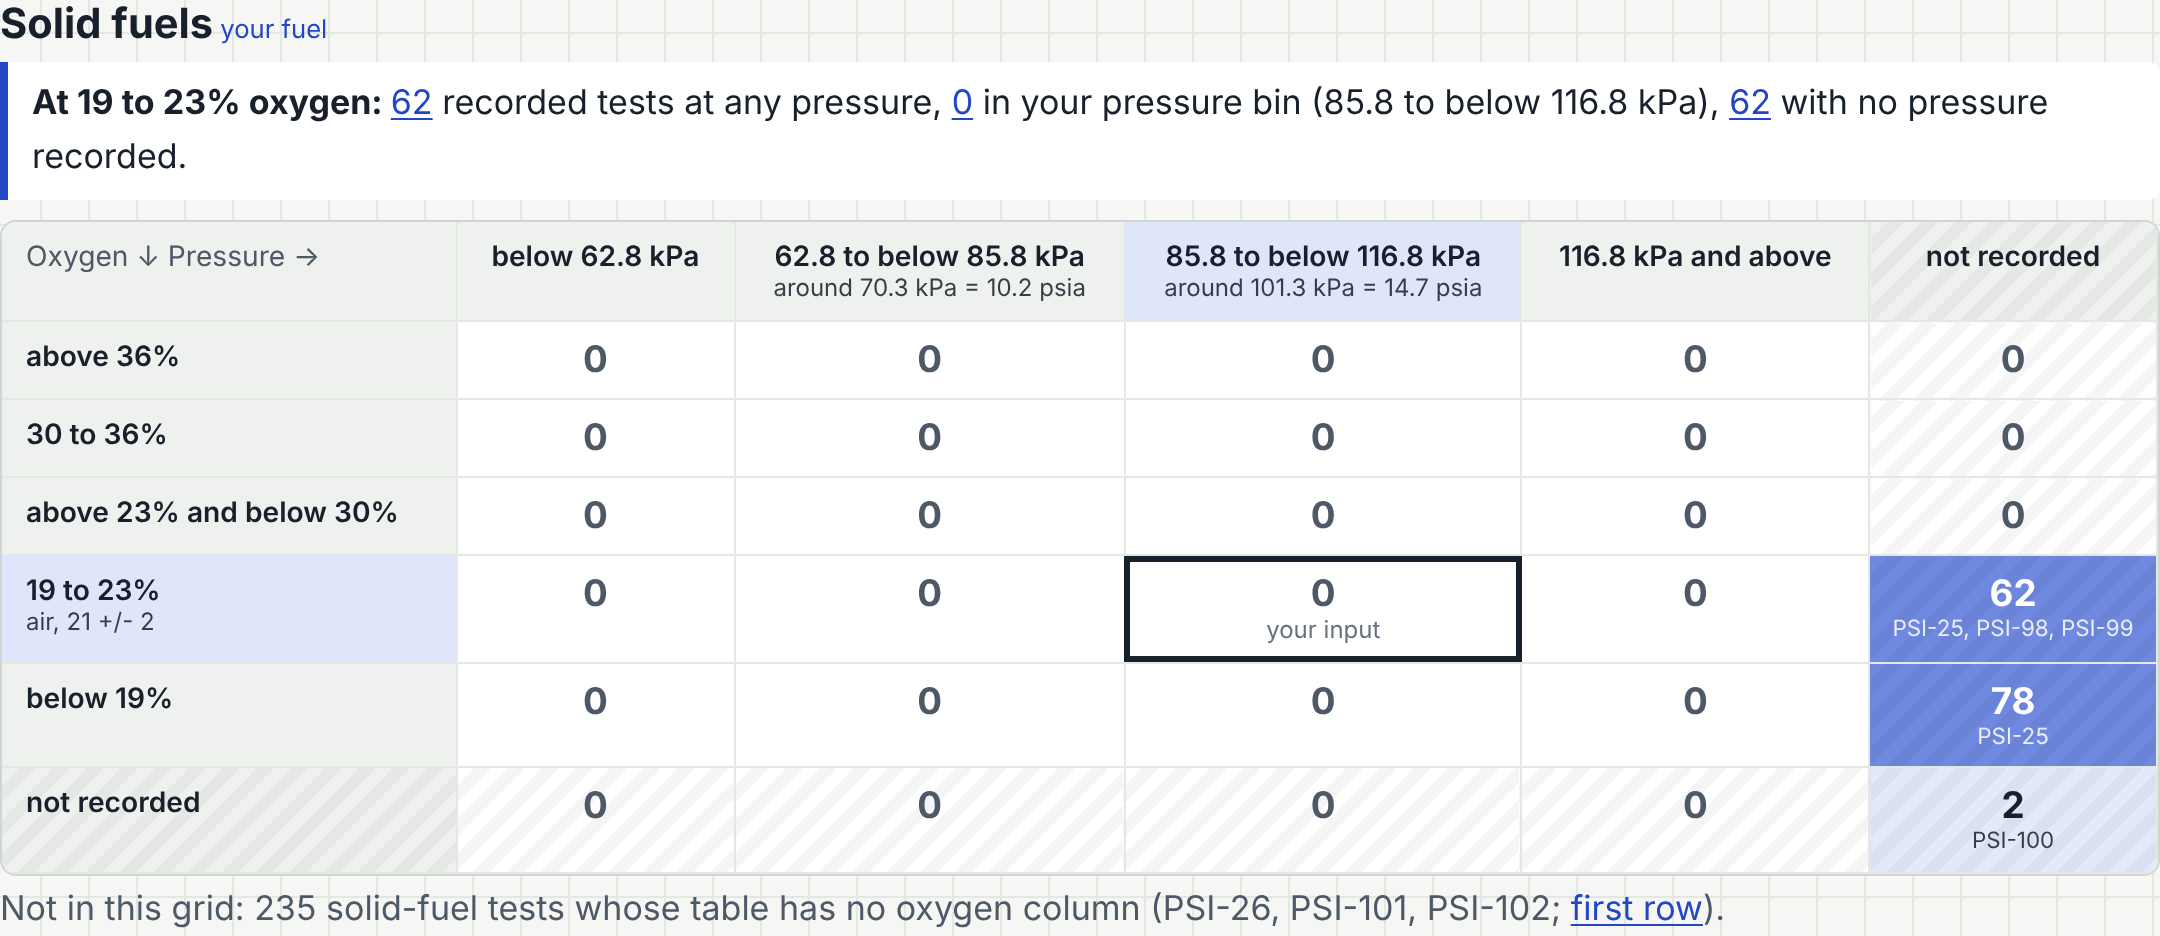 Solid fuels your fuel
At 19 to 23% oxygen: 62 recorded tests at any pressure, 0 in your pressure bin (85.8 to below 116.8 kPa), 62 with no pressure
recorded.
Oxygen ↓ Pressure → below 62.8 kPa 62.8 to below 85.8 kPa 85.8 to below 116.8 kPa 116.8 kPa and above not recorded
around 70.3 kPa = 10.2 psia around 101.3 kPa = 14.7 psia
above 36% 0 0 0 0 0
30 to 36% 0 0 0 0 0
above 23% and below 30% 0 0 0 0 0
19 to 23% 0 0 0 0 62
air, 21 +/- 2 your input PSI-25, PSI-98, PSI-99
below 19% 0 0 0 0 78
PSI-25
not recorded 0 0 0 0 2
PSI-100
Not in this grid: 235 solid-fuel tests whose table has no oxygen column (PSI-26, PSI-101, PSI-102; first row).